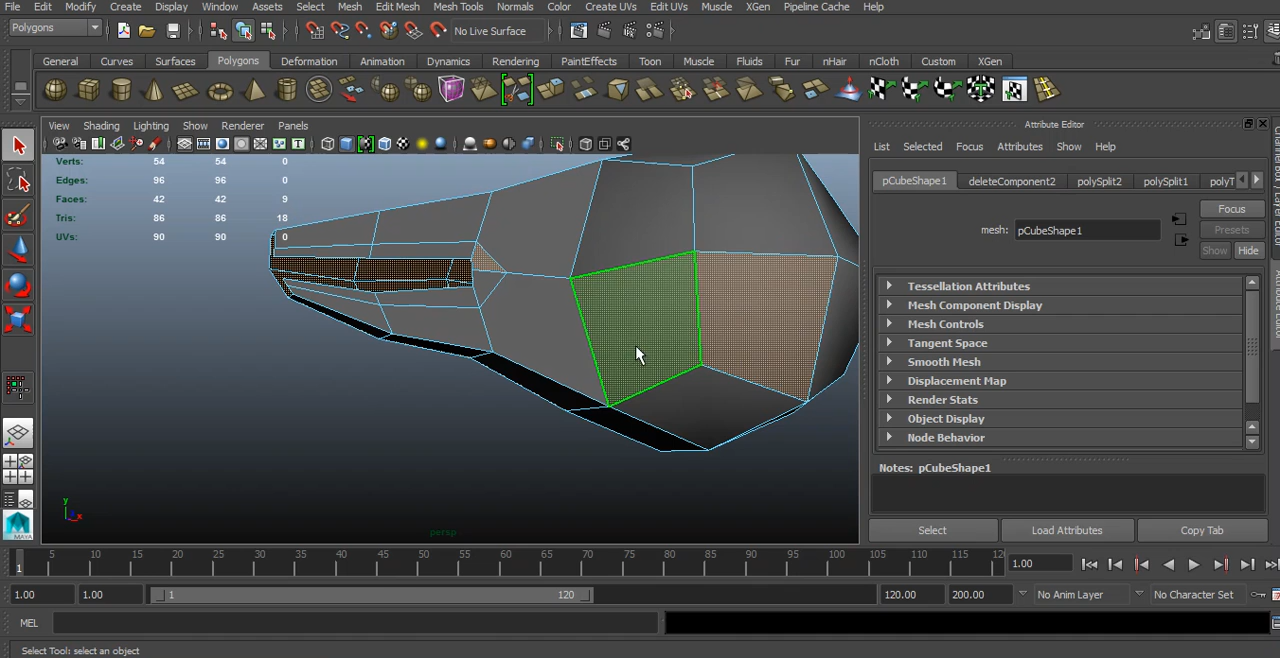 File Edit Modify Create Display Window Assets Select Mesh Edit Mesh Mesh Tools Normals Color Create UVs Edit UVs Muscle XGen Pipeline Cache Help
Polygons No Live Surface
General Curves Surfaces Polygons Deformation Animation Dynamics Rendering PaintEffects Toon Muscle Fluids Fur nHair nCloth Custom XGen
View Shading Lighting Show Renderer Panels
Attribute Editor
List Selected Focus Attributes Show Help
Verts: 54 54 0
Edges: 96 96 0
Faces: 42 42 9
Tris: 86 86 18
UVs: 90 90 0
pCubeShape1 deleteComponent2 polySplit2 polySplit1 polyT
mesh: pCubeShape1
Focus
Presets
Show Hide
Tessellation Attributes
Mesh Component Display
Mesh Controls
Tangent Space
Smooth Mesh
Displacement Map
Render Stats
Object Display
Node Behavior
Notes: pCubeShape1
Select Load Attributes Copy Tab
y
x
persp
MAYA
5 10 15 20 25 30 35 40 45 50 55 60 65 70 75 80 85 90 95 100 105 110 115 12
1 1.00
1.00 1.00 1 120 120.00 200.00 No Anim Layer No Character Set
MEL
Select Tool: select an object